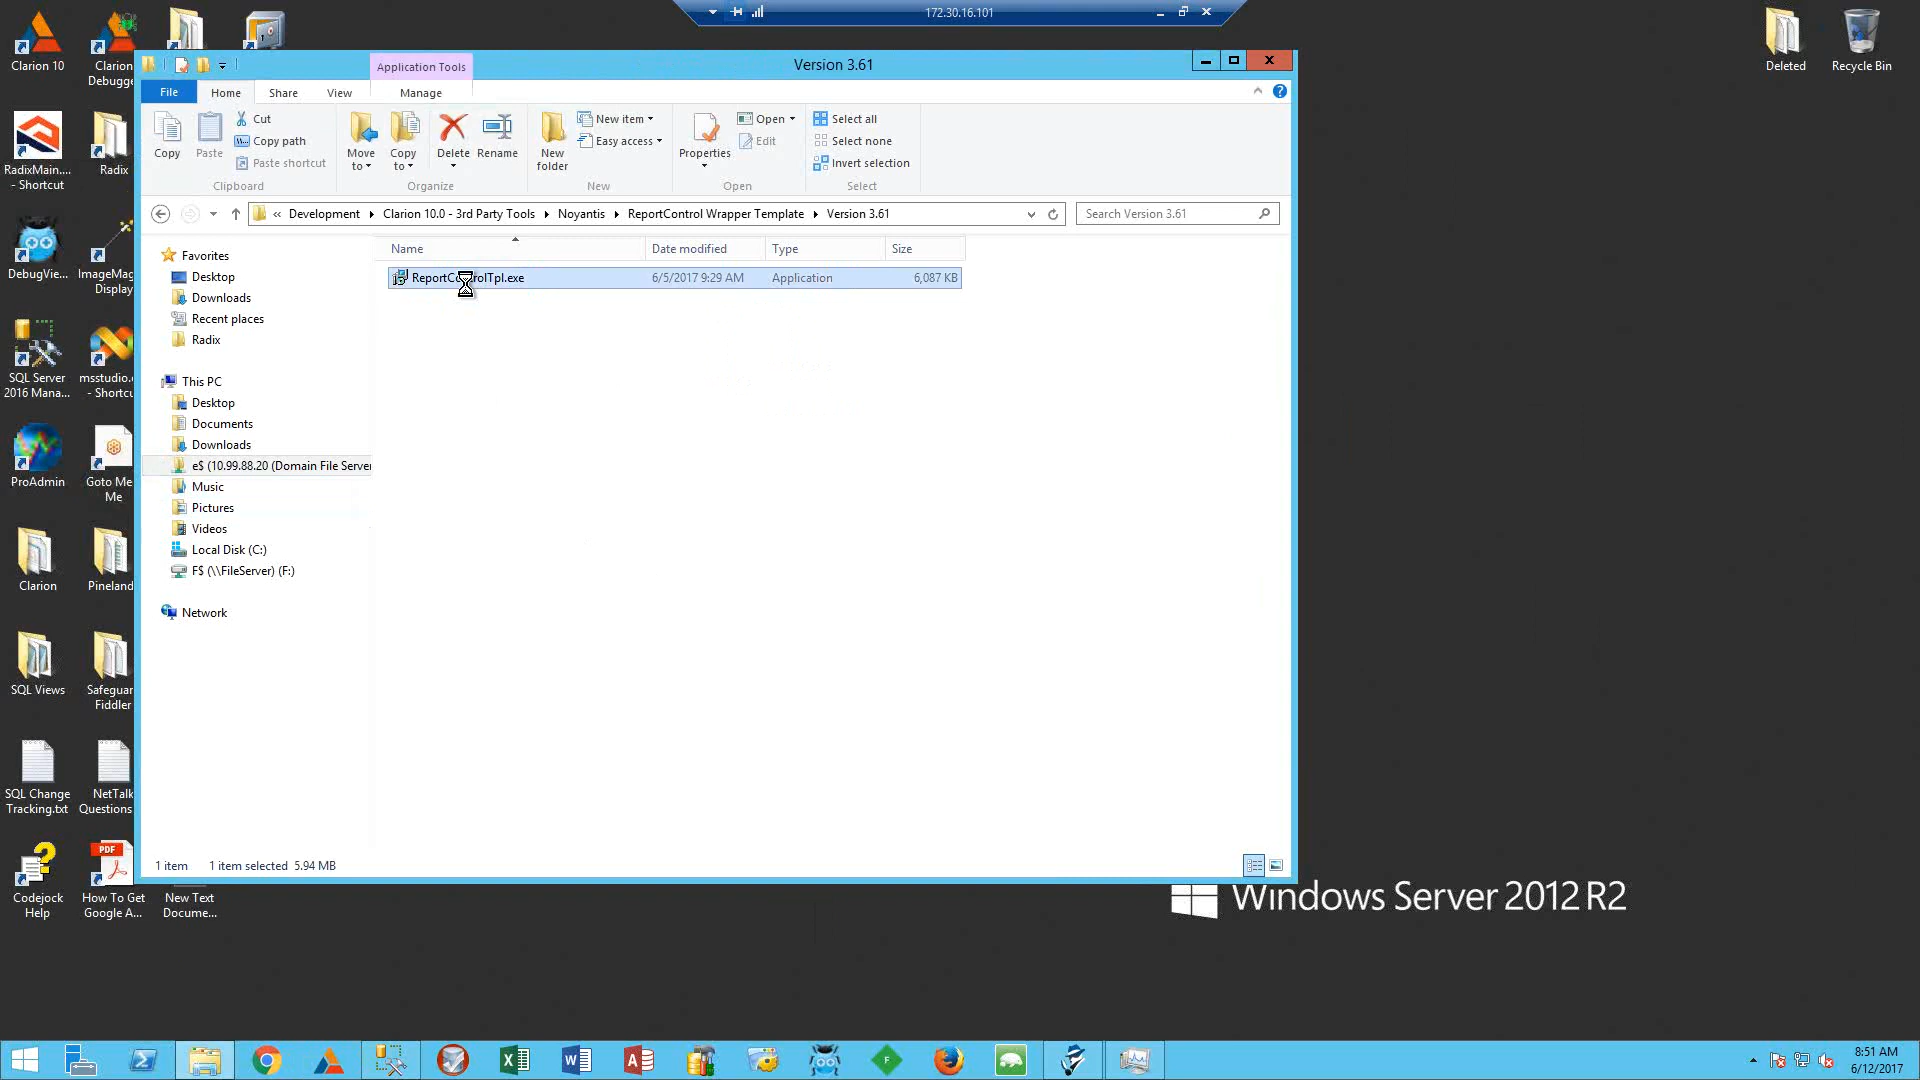 172.30.16.101
Clarion 10
Clarion
Debugge
Deleted
Recycle Bin
Application Tools
Version 3.61
File
Home
Share
View
Manage
Copy
Paste
Cut
Copy path
Paste shortcut
Clipboard
Move
to
Copy
to
Delete
Rename
Organize
New
folder
New item
Easy access
New
Properties
Open
Edit
Open
Select all
Select none
Invert selection
Select
« Development
Clarion 10.0 - 3rd Party Tools
Noyantis
ReportControl Wrapper Template
Version 3.61
Search Version 3.61
Name
Date modified
Type
Size
6/5/2017 9:29 AM
Application
6,087 KB
Favorites
Desktop
Downloads
Recent places
Radix
This PC
Desktop
Documents
Downloads
e$ (10.99.88.20 (Domain File Server
Music
Pictures
Videos
Local Disk (C:)
F$ (\\FileServer) (F:)
Network
1 item
1 item selected 5.94 MB
RadixMain....
- Shortcut
Radix
DebugVie...
ImageMag
Display
SQL Server
2016 Mana...
msstudio.e
- Shortcu
ProAdmin
Goto Me
Me
Clarion
Pineland
SQL Views
Safeguar
Fiddler
SQL Change
Tracking.txt
NetTalk
Questions
PDF
Codejock
Help
How To Get
Google A...
New Text
Docume...
Windows Server 2012 R2
8:51 AM
6/12/2017